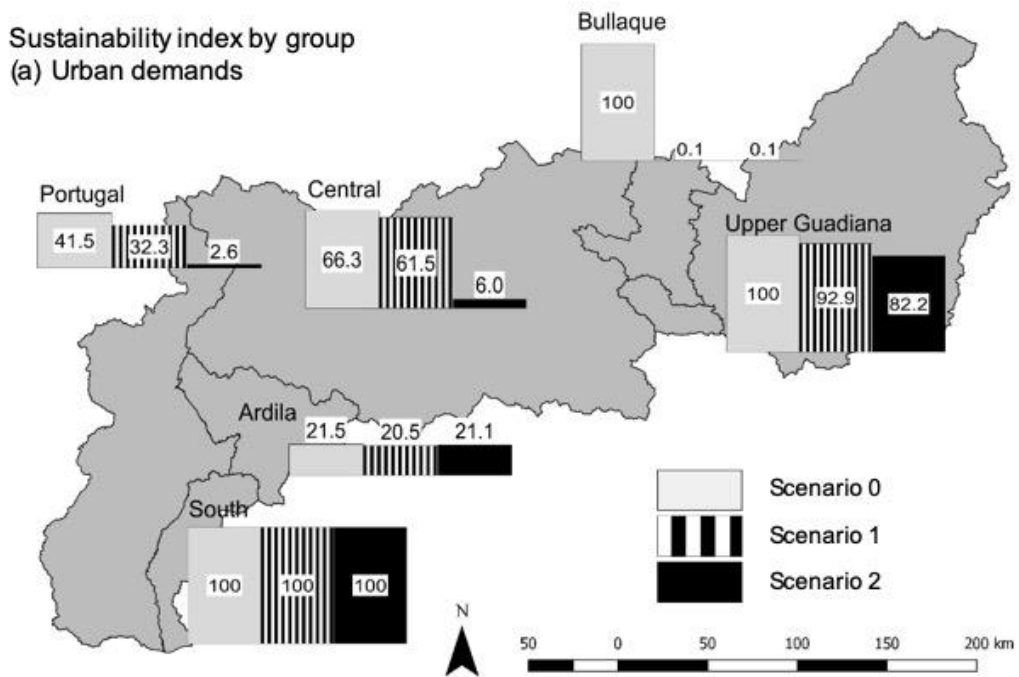 Sustainability index by group
(a) Urban demands
Bullaque
100
0.1 0.1
Portugal
41.5 32.3 2.6
Central
66.3 61.5 6.0
Upper Guadiana
100 92.9 82.2
Ardila
21.5 20.5 21.1
South
100 100 100
Scenario 0
Scenario 1
Scenario 2
N
50 0 50 100 150 200 km